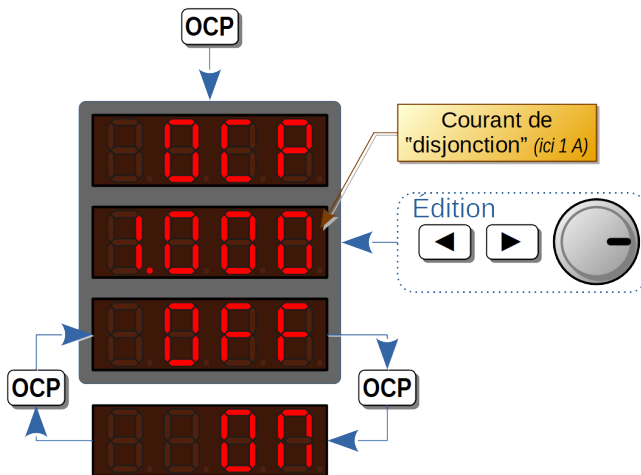 OCP
OCP
Courant de
"disjonction" (ici 1 A)
1.000
Édition
◀ ▶
OFF
OCP
OCP
On